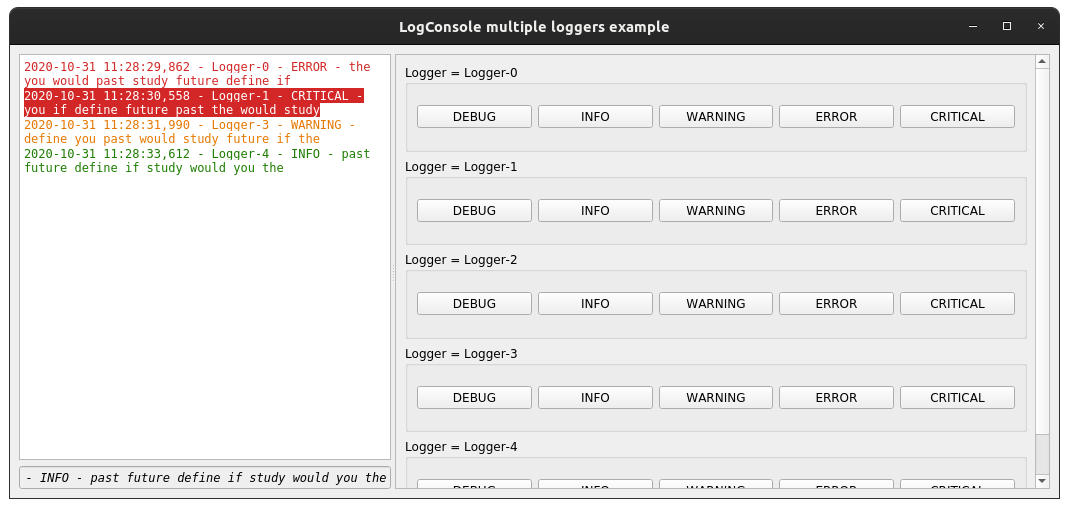 LogConsole multiple loggers example
2020-10-31 11:28:29,862 - Logger-0 - ERROR - the
you would past study future define if
2020-10-31 11:28:30,558 - Logger-1 - CRITICAL -
you if define future past the would study
2020-10-31 11:28:31,990 - Logger-3 - WARNING -
define you past would study future if the
2020-10-31 11:28:33,612 - Logger-4 - INFO - past
future define if study would you the
- INFO - past future define if study would you the
Logger = Logger-0
DEBUG INFO WARNING ERROR CRITICAL
Logger = Logger-1
DEBUG INFO WARNING ERROR CRITICAL
Logger = Logger-2
DEBUG INFO WARNING ERROR CRITICAL
Logger = Logger-3
DEBUG INFO WARNING ERROR CRITICAL
Logger = Logger-4
DEBUG INFO WARNING ERROR CRITICAL